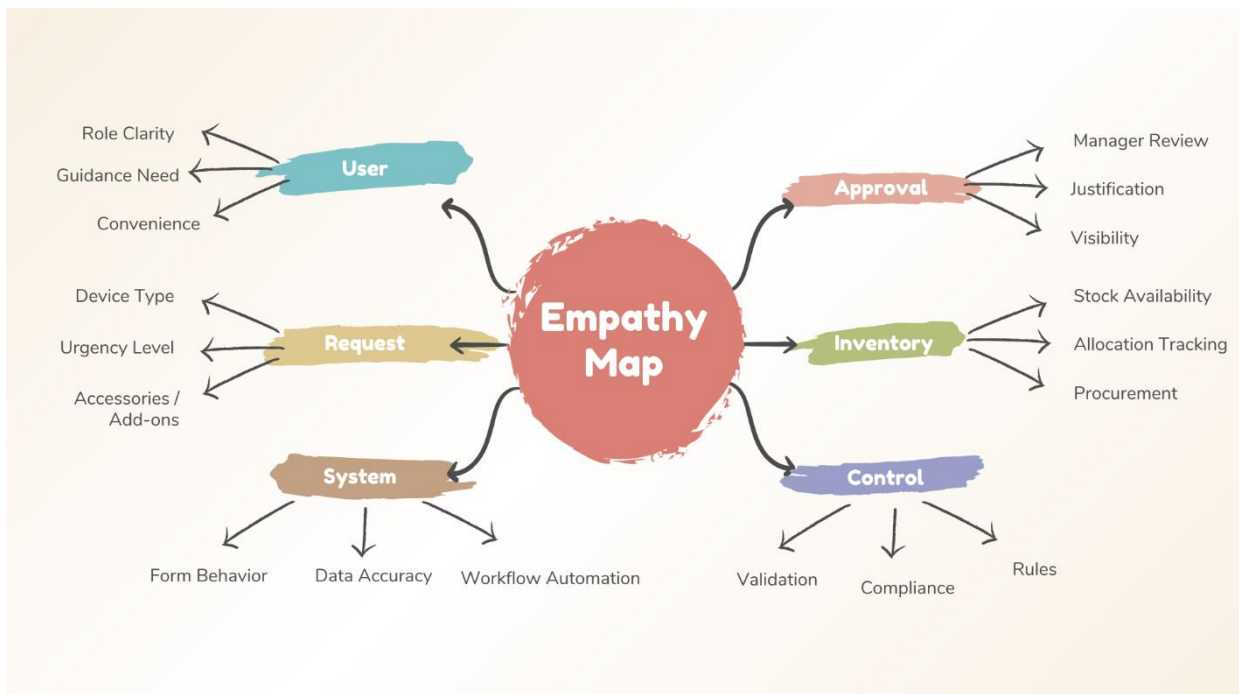 Empathy
Map
User
Role Clarity
Guidance Need
Convenience
Request
Device Type
Urgency Level
Accessories /
Add-ons
System
Form Behavior
Data Accuracy
Workflow Automation
Approval
Manager Review
Justification
Visibility
Inventory
Stock Availability
Allocation Tracking
Procurement
Control
Validation
Compliance
Rules